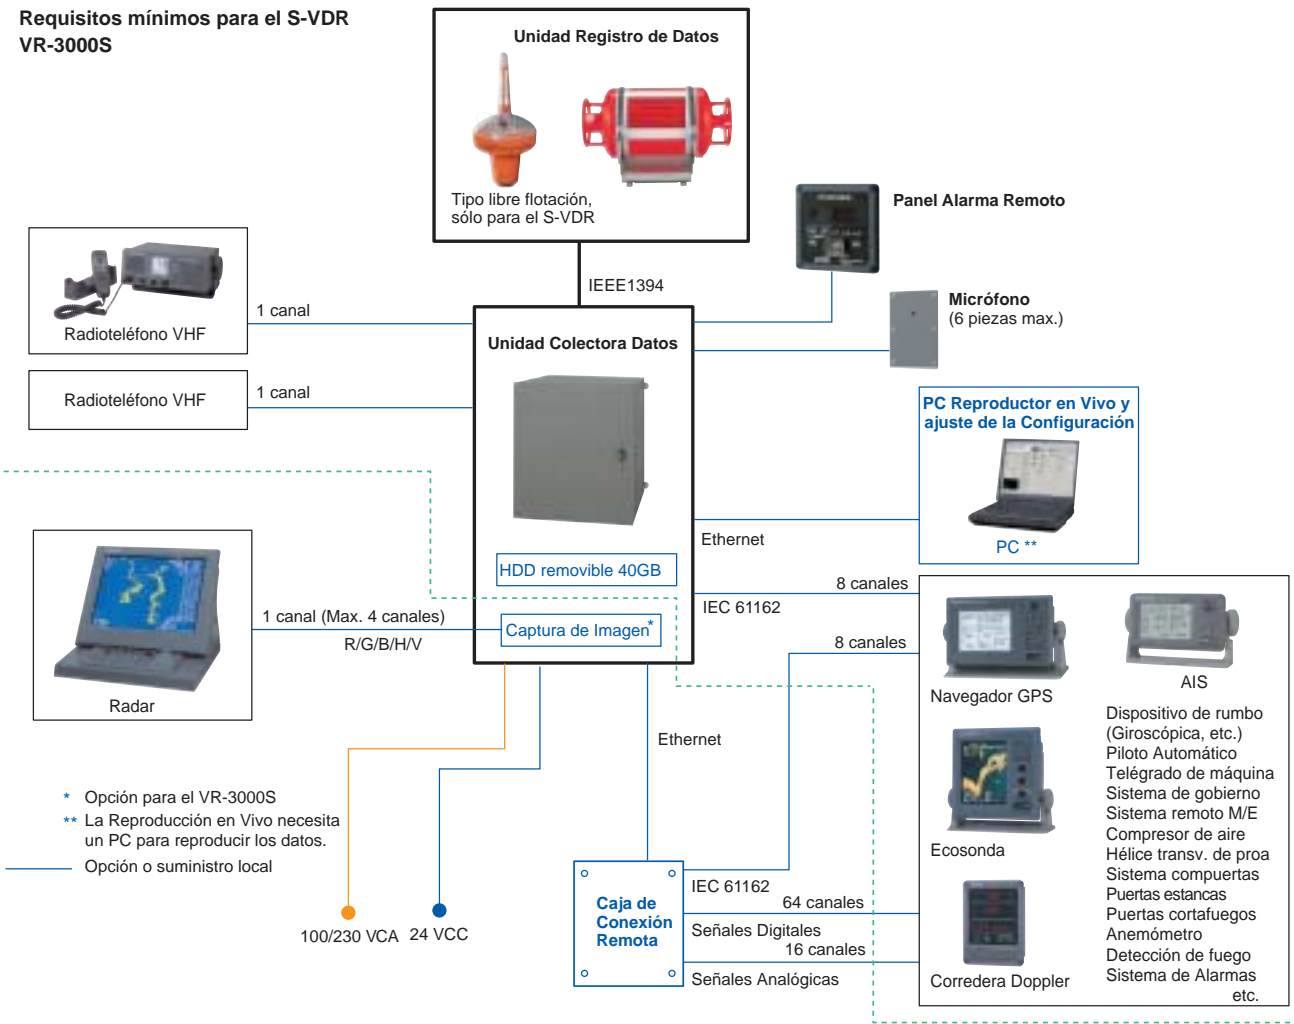 Requisitos mínimos para el S-VDR
VR-3000S
Unidad Registro de Datos
Tipo libre flotación,
sólo para el S-VDR
Panel Alarma Remoto
IEEE1394
Micrófono
(6 piezas max.)
1 canal
Radioteléfono VHF
Unidad Colectora Datos
1 canal
Radioteléfono VHF
PC Reproductor en Vivo y
ajuste de la Configuración
PC **
Ethernet
HDD removible 40GB
8 canales
IEC 61162
1 canal (Max. 4 canales)
R/G/B/H/V
Captura de Imagen*
8 canales
Radar
Navegador GPS
AIS
Ethernet
Dispositivo de rumbo
(Giroscópica, etc.)
Piloto Automático
Telégrado de máquina
Sistema de gobierno
Sistema remoto M/E
Compresor de aire
Hélice transv. de proa
Sistema compuertas
Puertas estancas
Puertas cortafuegos
Anemómetro
Detección de fuego
Sistema de Alarmas
etc.
Ecosonda
Corredera Doppler
* Opción para el VR-3000S
** La Reproducción en Vivo necesita
un PC para reproducir los datos.
Opción o suministro local
100/230 VCA
24 VCC
Caja de
Conexión
Remota
IEC 61162
64 canales
Señales Digitales
16 canales
Señales Analógicas